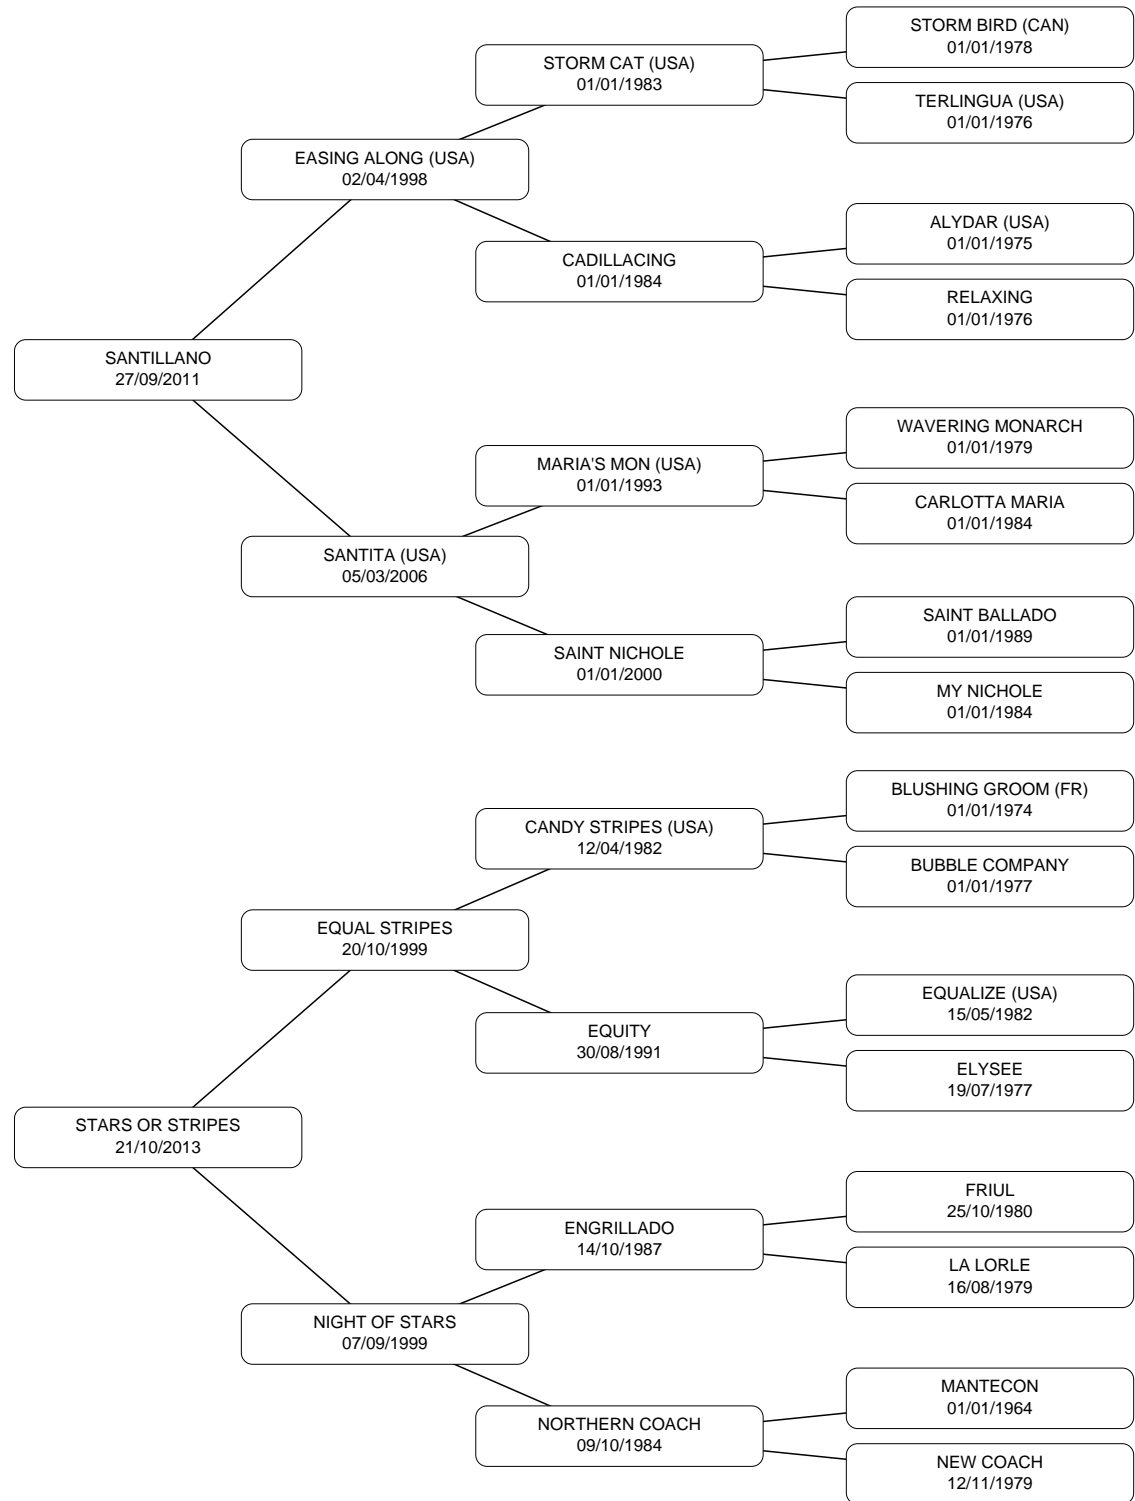 STORM BIRD (CAN)
01/01/1978
STORM CAT (USA)
01/01/1983
TERLINGUA (USA)
01/01/1976
EASING ALONG (USA)
02/04/1998
ALYDAR (USA)
01/01/1975
CADILLACING
01/01/1984
RELAXING
01/01/1976
SANTILLANO
27/09/2011
WAVERING MONARCH
01/01/1979
MARIA'S MON (USA)
01/01/1993
CARLOTTA MARIA
01/01/1984
SANTITA (USA)
05/03/2006
SAINT BALLADO
01/01/1989
SAINT NICHOLE
01/01/2000
MY NICHOLE
01/01/1984
BLUSHING GROOM (FR)
01/01/1974
CANDY STRIPES (USA)
12/04/1982
BUBBLE COMPANY
01/01/1977
EQUAL STRIPES
20/10/1999
EQUALIZE (USA)
15/05/1982
EQUITY
30/08/1991
ELYSEE
19/07/1977
STARS OR STRIPES
21/10/2013
FRIUL
25/10/1980
ENGRILLADO
14/10/1987
LA LORLE
16/08/1979
NIGHT OF STARS
07/09/1999
MANTECON
01/01/1964
NORTHERN COACH
09/10/1984
NEW COACH
12/11/1979